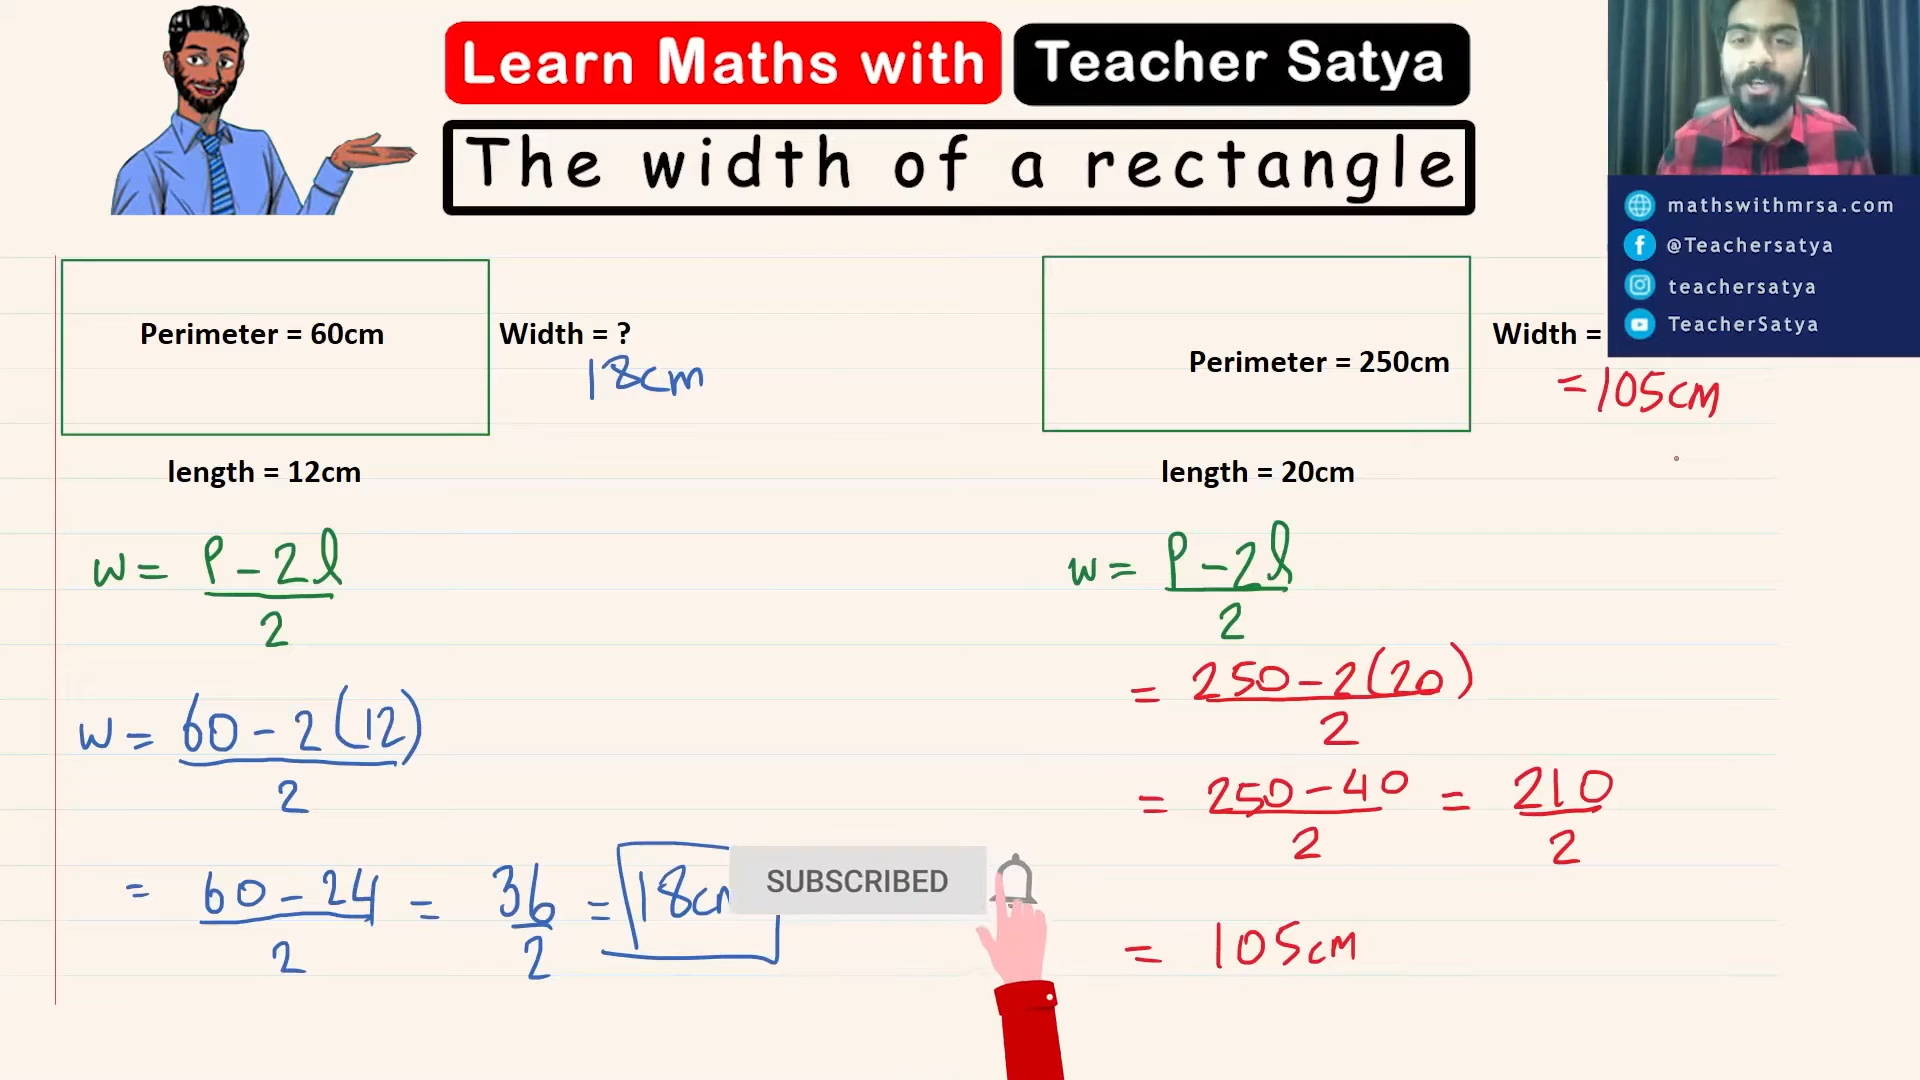 Learn Maths with Teacher Satya
The width of a rectangle
mathswithmrsa.com
@Teachersatya
teachersatya
TeacherSatya
Perimeter = 60cm
Width = ?
18cm
length = 12cm
w = P - 2l
2
w = 60 - 2(12)
2
= 60 - 24 = 36 = 18cm
2 2
SUBSCRIBED
Perimeter = 250cm
Width =
= 105cm
length = 20cm
w = P - 2l
2
= 250 - 2(20)
2
= 250 - 40 = 210
2 2
= 105cm